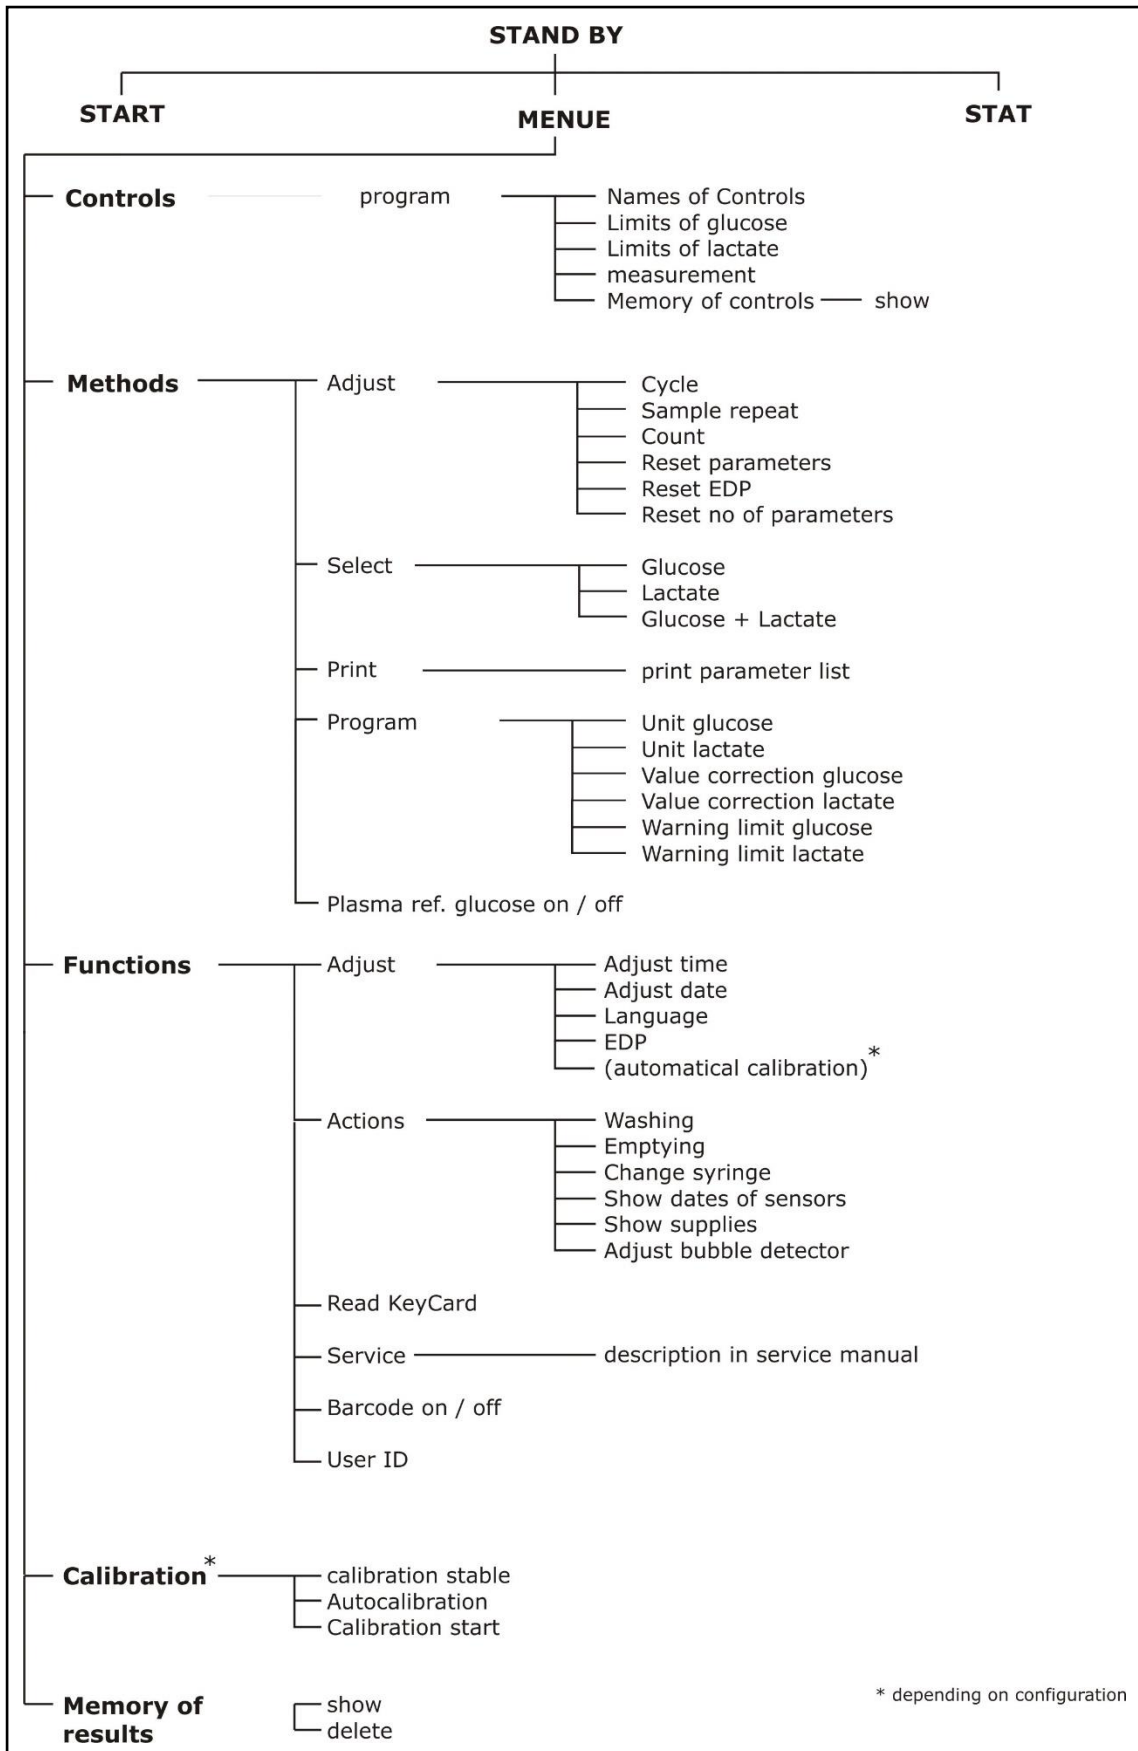 STAND BY
START
MENUE
STAT
Controls
program
Names of Controls
Limits of glucose
Limits of lactate
measurement
Memory of controls
show
Methods
Adjust
Cycle
Sample repeat
Count
Reset parameters
Reset EDP
Reset no of parameters
Select
Glucose
Lactate
Glucose + Lactate
Print
print parameter list
Program
Unit glucose
Unit lactate
Value correction glucose
Value correction lactate
Warning limit glucose
Warning limit lactate
Plasma ref. glucose on / off
Functions
Adjust
Adjust time
Adjust date
Language
EDP
(automatical calibration)*
Actions
Washing
Emptying
Change syringe
Show dates of sensors
Show supplies
Adjust bubble detector
Read KeyCard
Service
description in service manual
Barcode on / off
User ID
Calibration*
calibration stable
Autocalibration
Calibration start
Memory of
results
show
delete
* depending on configuration